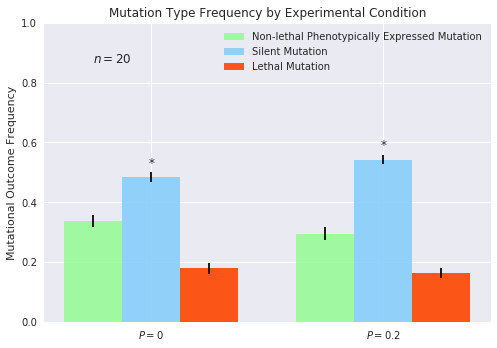 Mutation Type Frequency by Experimental Condition
Mutational Outcome Frequency
1.0
0.8
0.6
0.4
0.2
0.0
n = 20
Non-lethal Phenotypically Expressed Mutation
Silent Mutation
Lethal Mutation
*
*
P = 0
P = 0.2